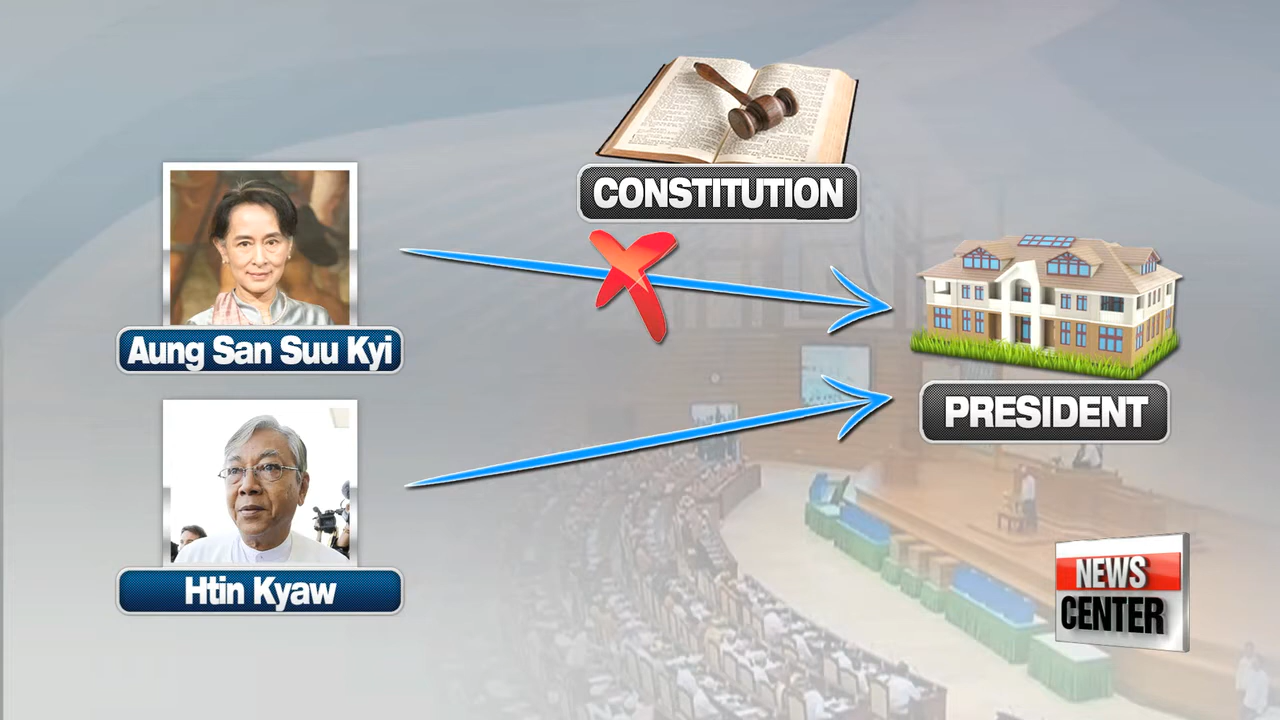 CONSTITUTION
Aung San Suu Kyi
PRESIDENT
Htin Kyaw
NEWS
CENTER